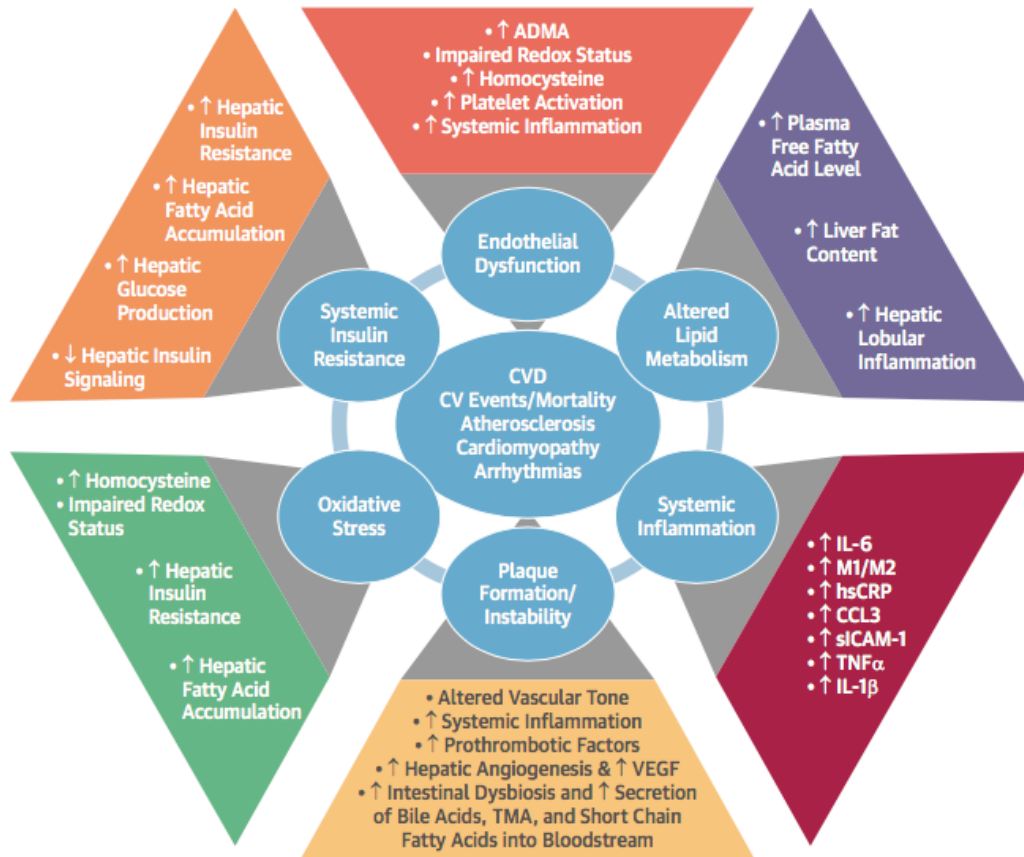 • ↑ ADMA
• Impaired Redox Status
• ↑ Homocysteine
• ↑ Platelet Activation
• ↑ Systemic Inflammation
• ↑ Hepatic
Insulin
Resistance
• ↑ Hepatic
Fatty Acid
Accumulation
• ↑ Hepatic
Glucose
Production
• ↓ Hepatic Insulin
Signaling
• ↑ Plasma
Free Fatty
Acid Level
• ↑ Liver Fat
Content
• ↑ Hepatic
Lobular
Inflammation
Endothelial
Dysfunction
Systemic
Insulin
Resistance
Altered
Lipid
Metabolism
CVD
CV Events/Mortality
Atherosclerosis
Cardiomyopathy
Arrhythmias
Oxidative
Stress
Systemic
Inflammation
Plaque
Formation/
Instability
• ↑ Homocysteine
• Impaired Redox
Status
• ↑ Hepatic
Insulin
Resistance
• ↑ Hepatic
Fatty Acid
Accumulation
• ↑ IL-6
• ↑ M1/M2
• ↑ hsCRP
• ↑ CCL3
• ↑ sICAM-1
• ↑ TNFα
• ↑ IL-1β
• Altered Vascular Tone
• ↑ Systemic Inflammation
• ↑ Prothrombotic Factors
• ↑ Hepatic Angiogenesis & ↑ VEGF
• ↑ Intestinal Dysbiosis and ↑ Secretion
of Bile Acids, TMA, and Short Chain
Fatty Acids into Bloodstream